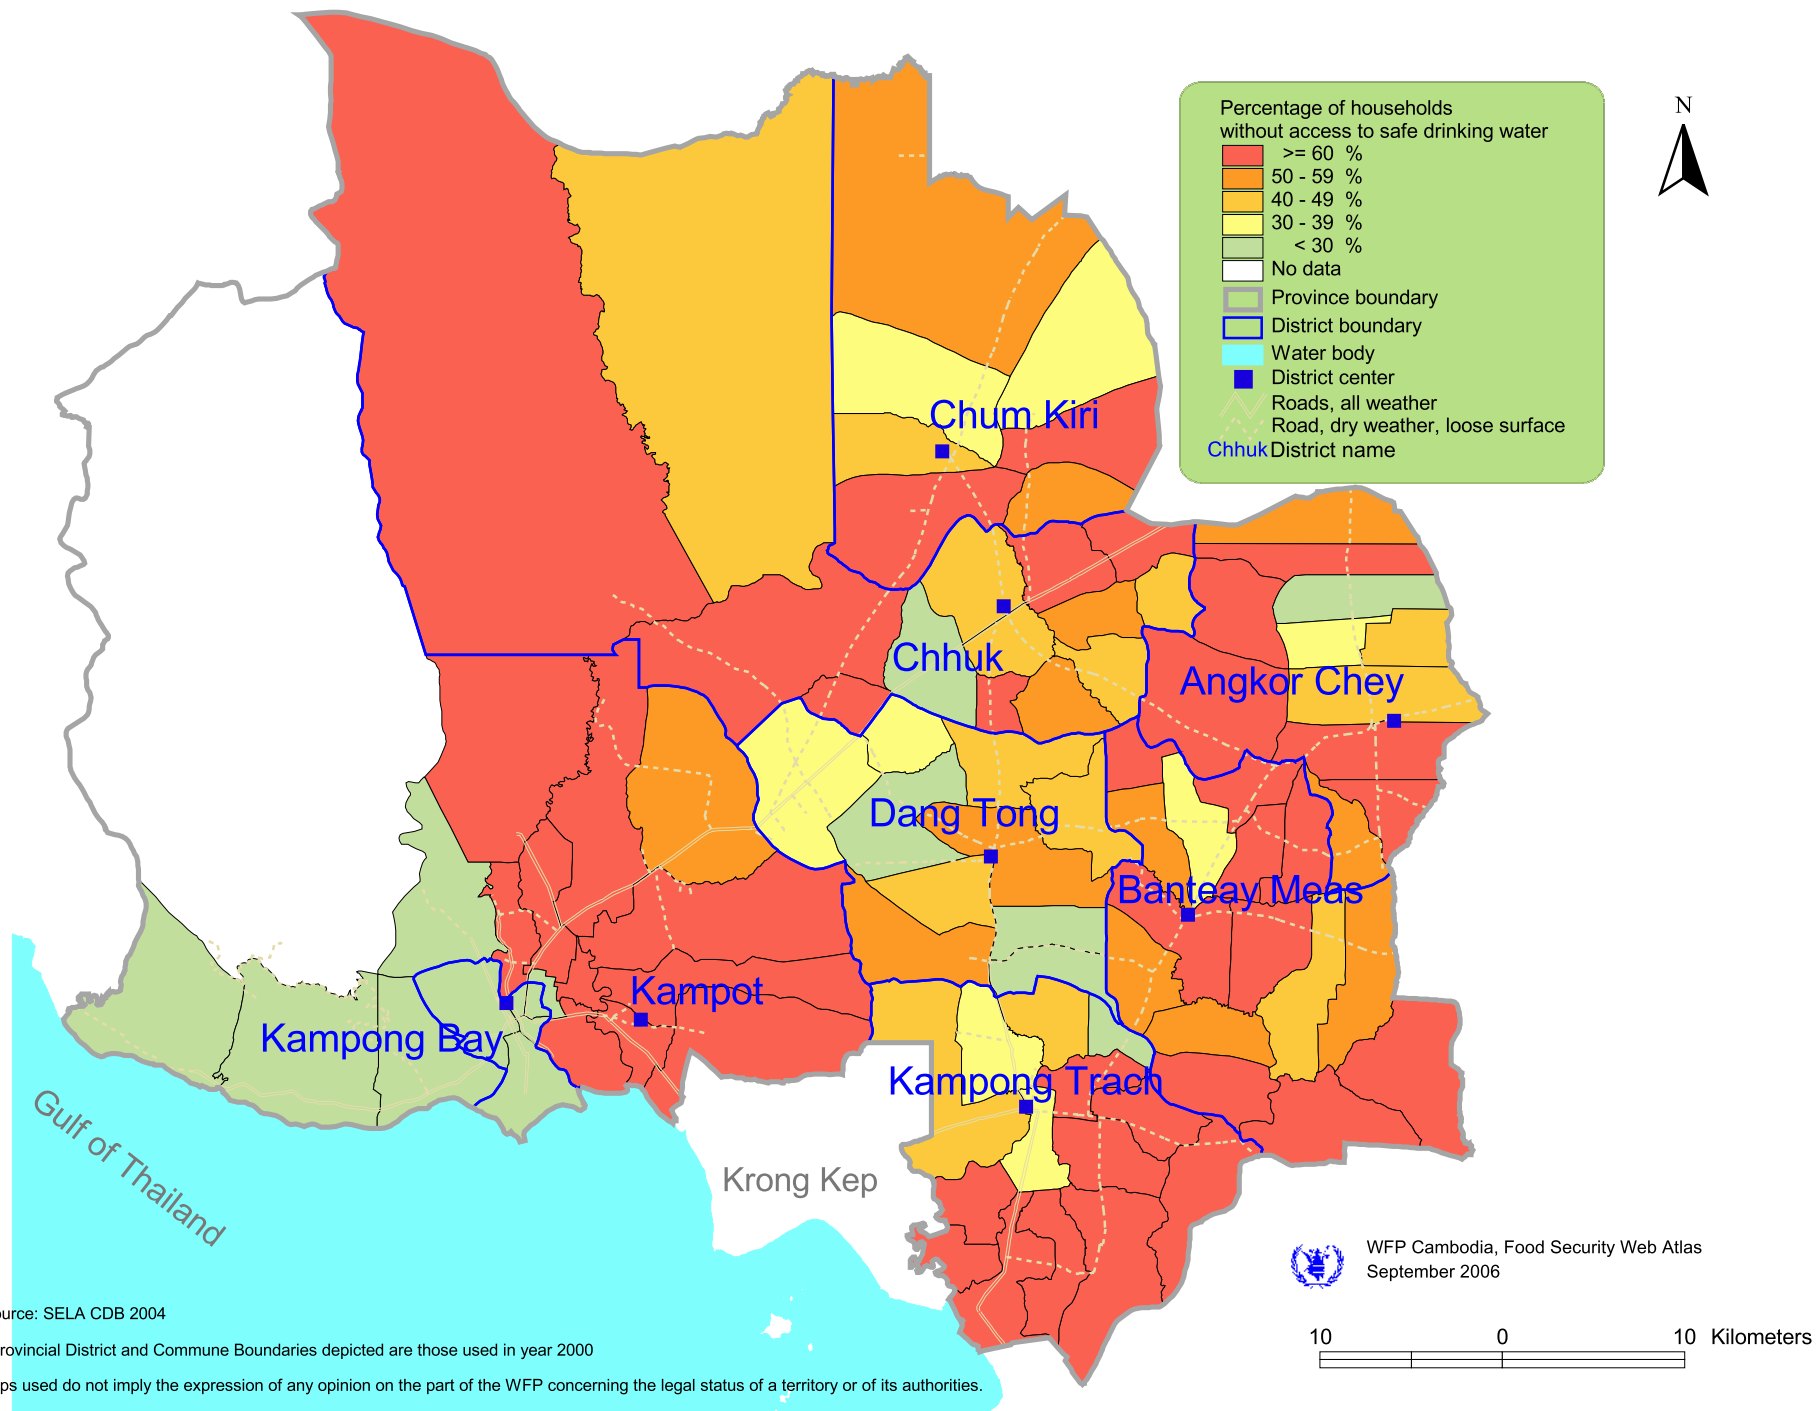 Percentage of households
without access to safe drinking water
>= 60 %
50 - 59 %
40 - 49 %
30 - 39 %
< 30 %
No data
Province boundary
District boundary
Water body
District center
Roads, all weather
Road, dry weather, loose surface
Chhuk District name
N
Chum Kiri
Chhuk
Angkor Chey
Dang Tong
Banteay Meas
Kampot
Kampong Bay
Kampong Trach
Krong Kep
Gulf of Thailand
WFP Cambodia, Food Security Web Atlas
September 2006
10 0 10 Kilometers
ource: SELA CDB 2004
rovincial District and Commune Boundaries depicted are those used in year 2000
ps used do not imply the expression of any opinion on the part of the WFP concerning the legal status of a territory or of its authorities.